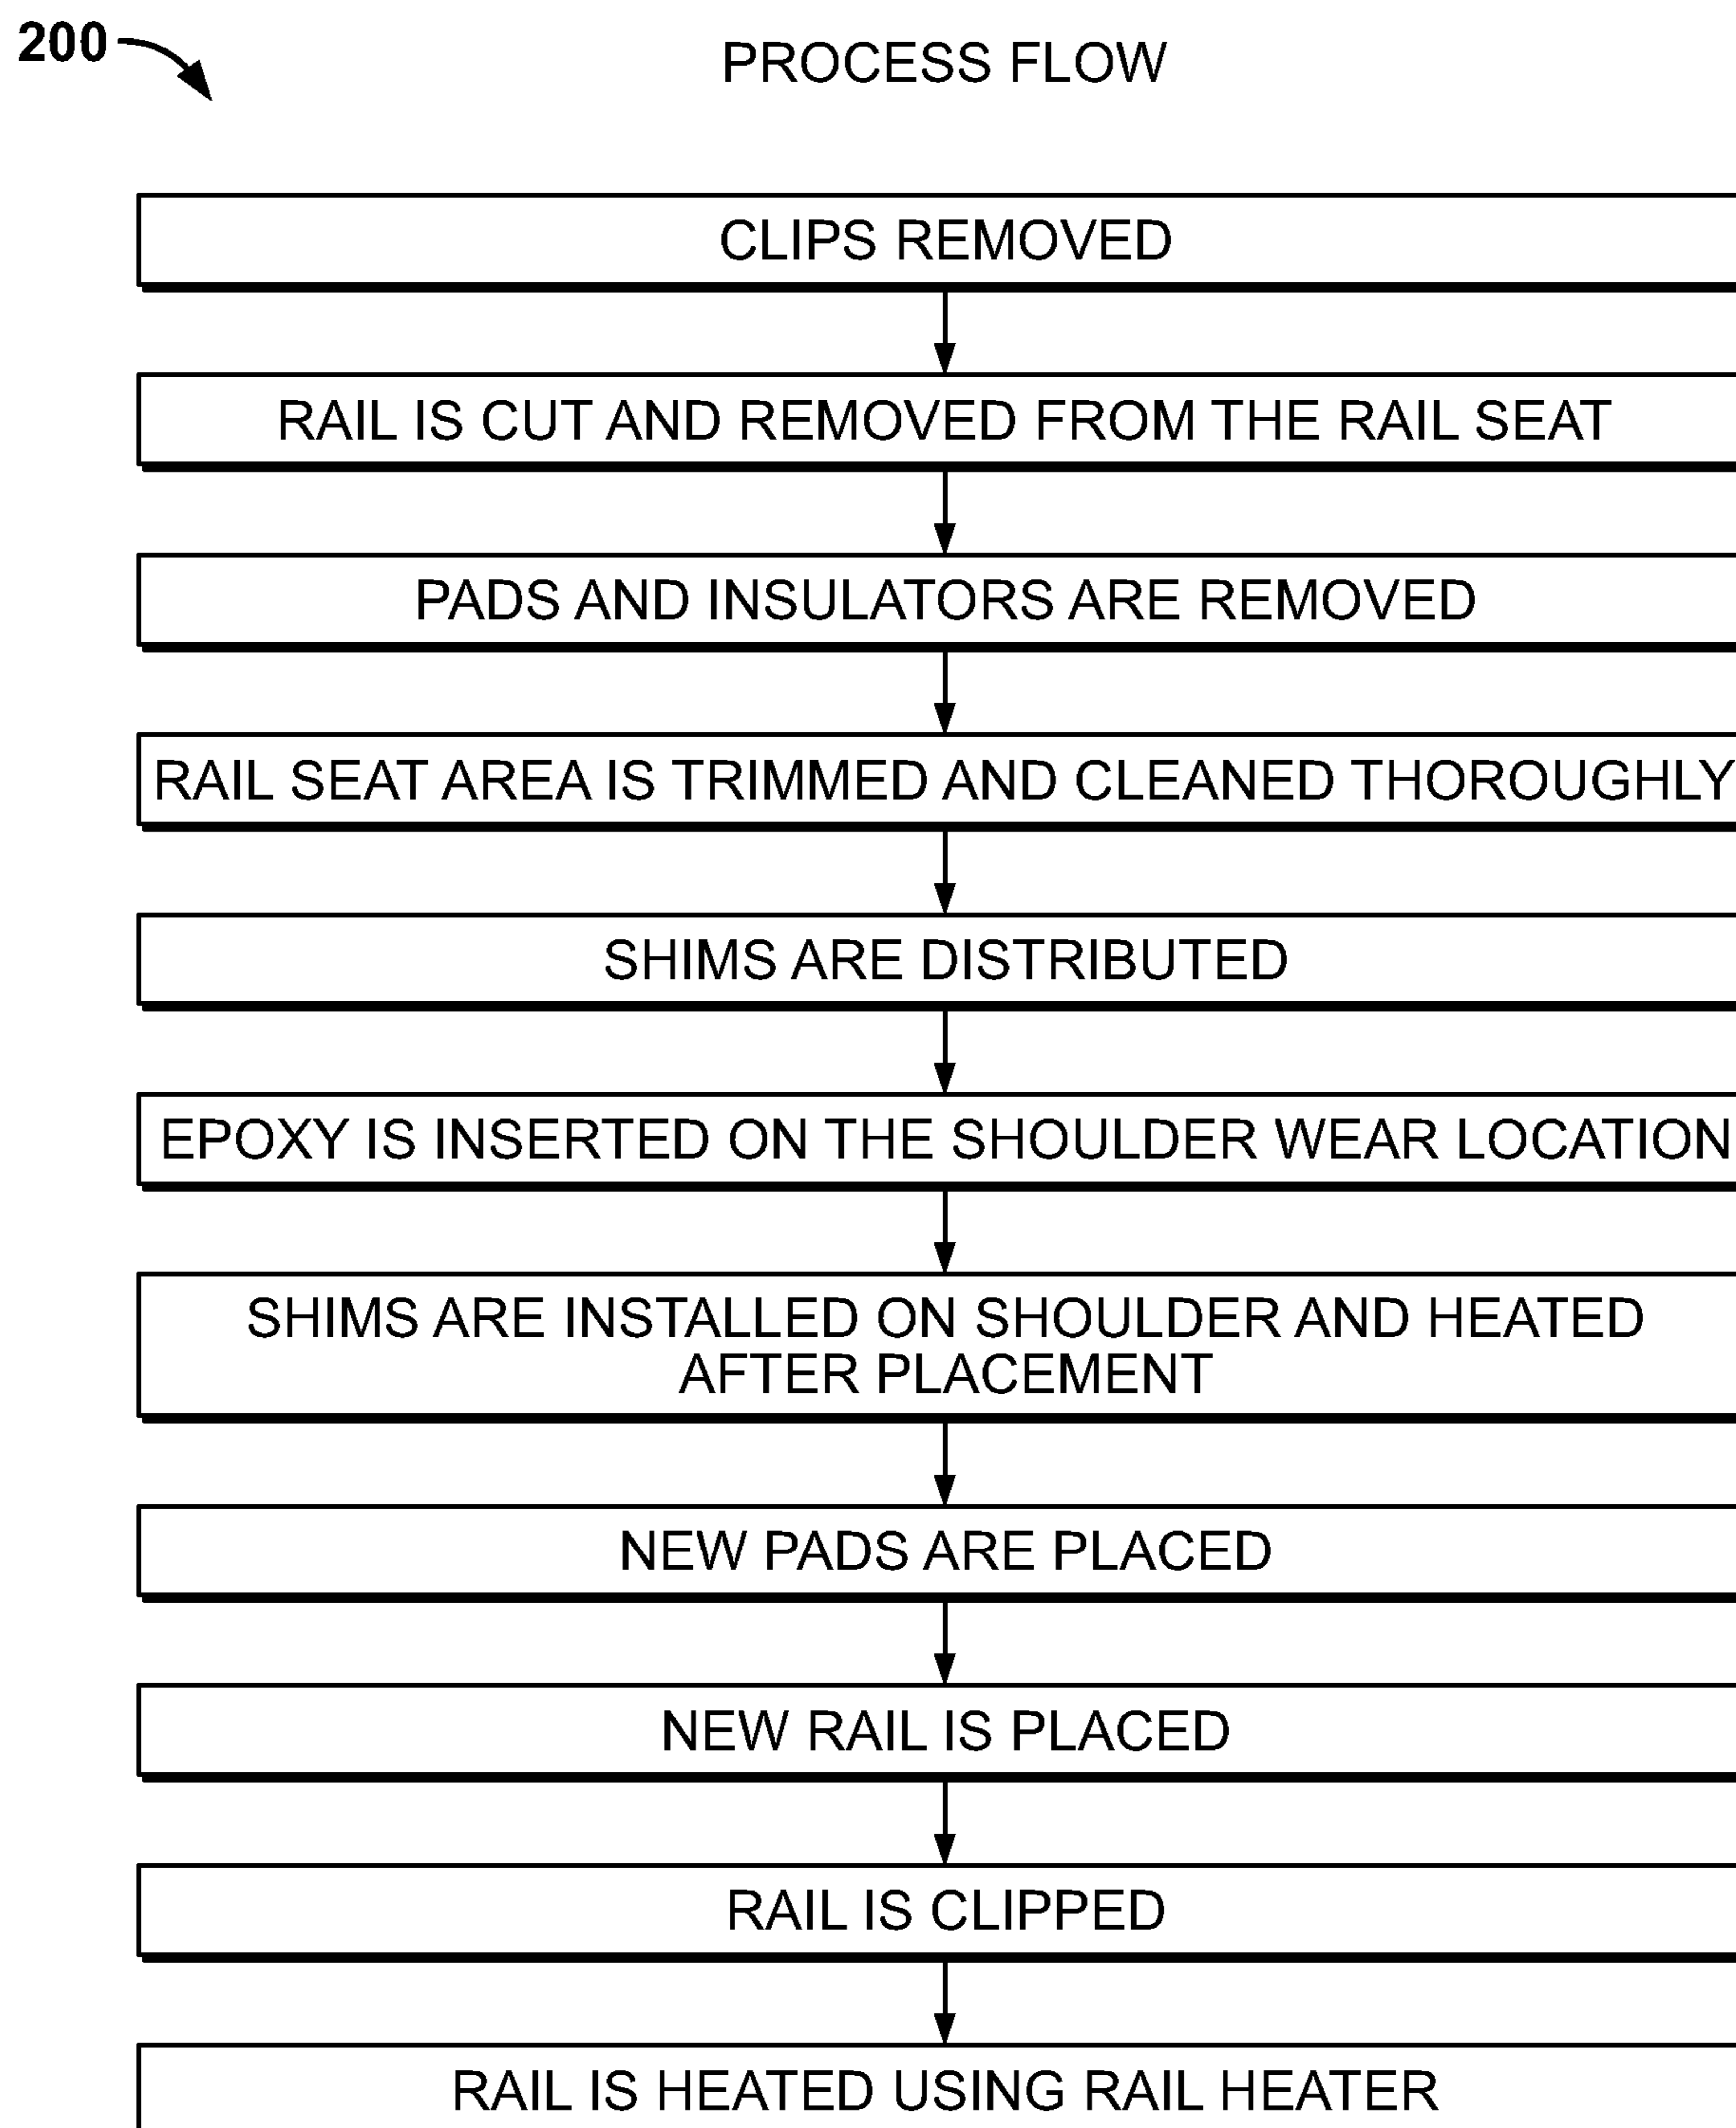 200
PROCESS FLOW
CLIPS REMOVED
RAIL IS CUT AND REMOVED FROM THE RAIL SEAT
PADS AND INSULATORS ARE REMOVED
RAIL SEAT AREA IS TRIMMED AND CLEANED THOROUGHLY
SHIMS ARE DISTRIBUTED
EPOXY IS INSERTED ON THE SHOULDER WEAR LOCATION
SHIMS ARE INSTALLED ON SHOULDER AND HEATED
AFTER PLACEMENT
NEW PADS ARE PLACED
NEW RAIL IS PLACED
RAIL IS CLIPPED
RAIL IS HEATED USING RAIL HEATER